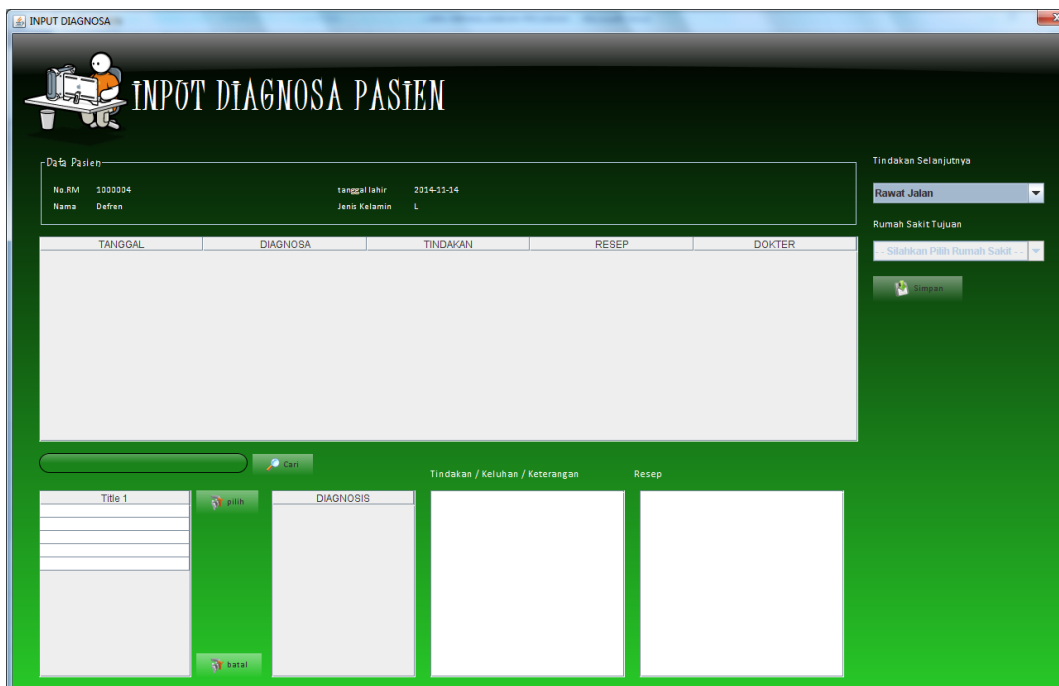 INPUT DIAGNOSA
INPUT DIAGNOSA PASIEN
Data Pasien
No.RM 1000004 tanggal lahir 2014-11-14
Nama Defren Jenis Kelamin L
Tindakan Selanjutnya
Rawat Jalan
Rumah Sakit Tujuan
-- Silahkan Pilih Rumah Sakit --
Simpan
TANGGAL DIAGNOSA TINDAKAN RESEP DOKTER
Cari
Tindakan / Keluhan / Keterangan Resep
Title 1 pilih DIAGNOSIS
batal